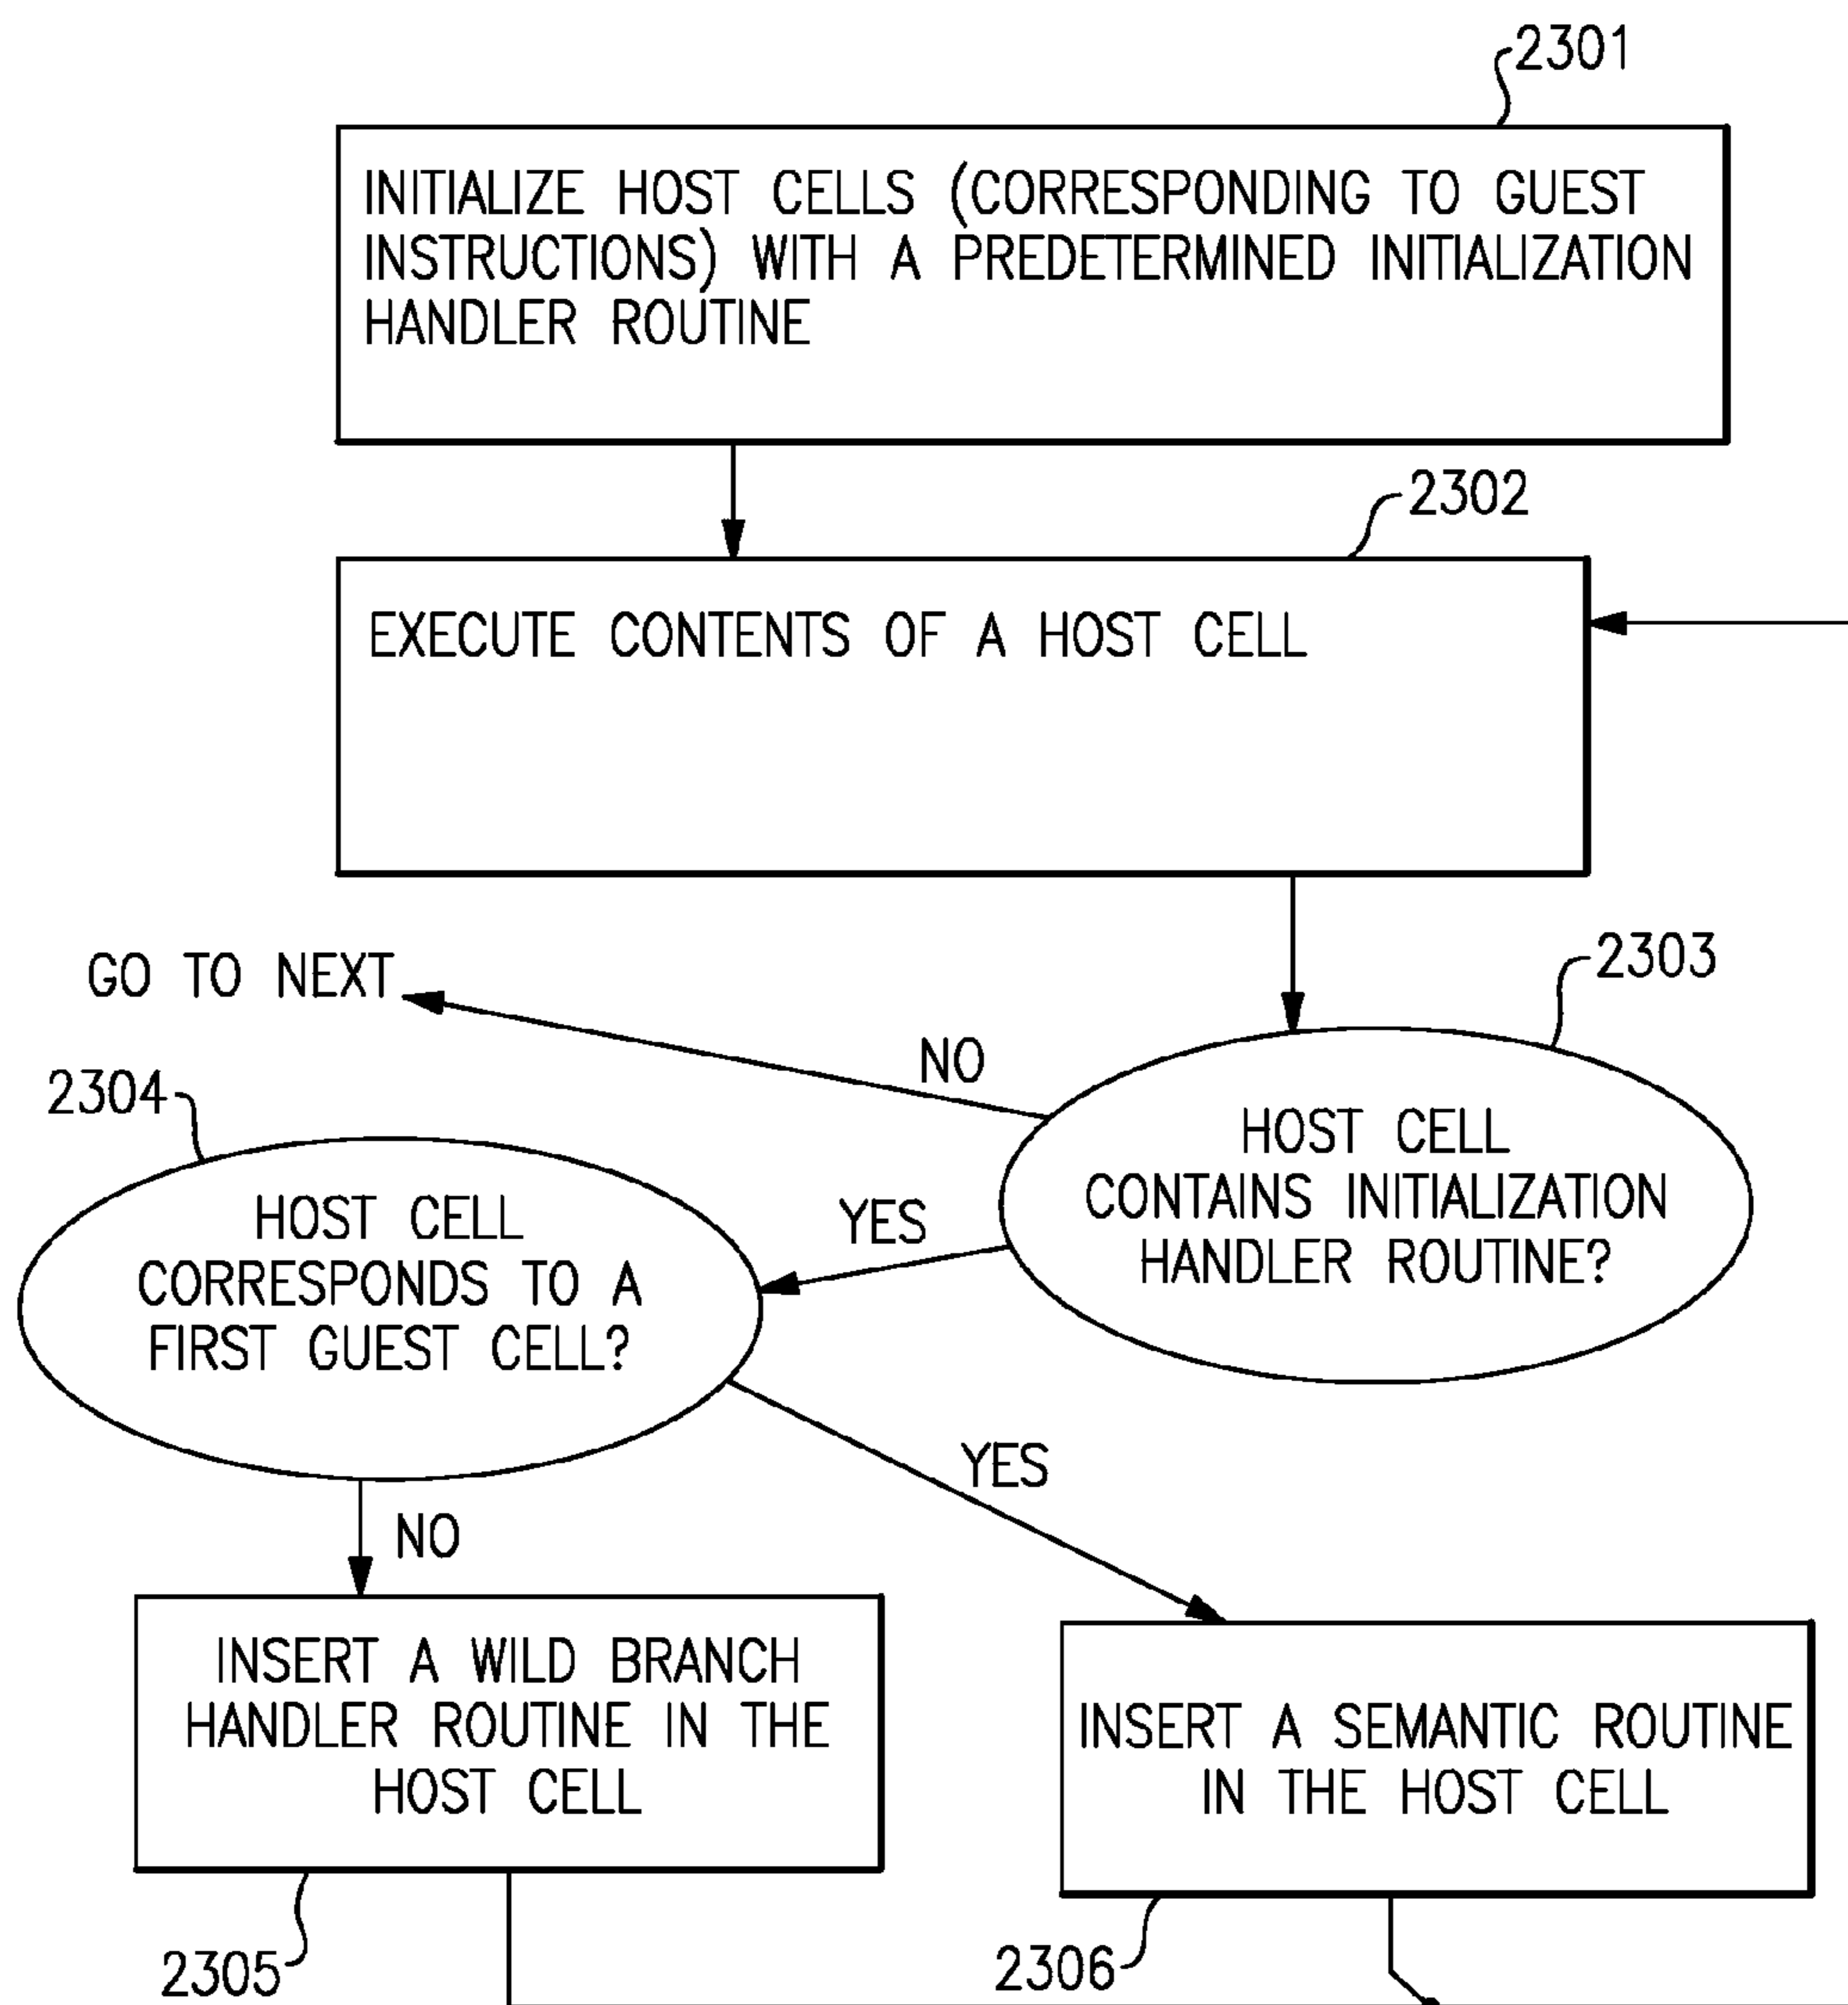 2301
INITIALIZE HOST CELLS (CORRESPONDING TO GUEST
INSTRUCTIONS) WITH A PREDETERMINED INITIALIZATION
HANDLER ROUTINE
2302
EXECUTE CONTENTS OF A HOST CELL
GO TO NEXT
2303
NO
2304
HOST CELL
CONTAINS INITIALIZATION
HANDLER ROUTINE?
YES
HOST CELL
CORRESPONDS TO A
FIRST GUEST CELL?
YES
NO
INSERT A WILD BRANCH
HANDLER ROUTINE IN THE
HOST CELL
INSERT A SEMANTIC ROUTINE
IN THE HOST CELL
2305
2306